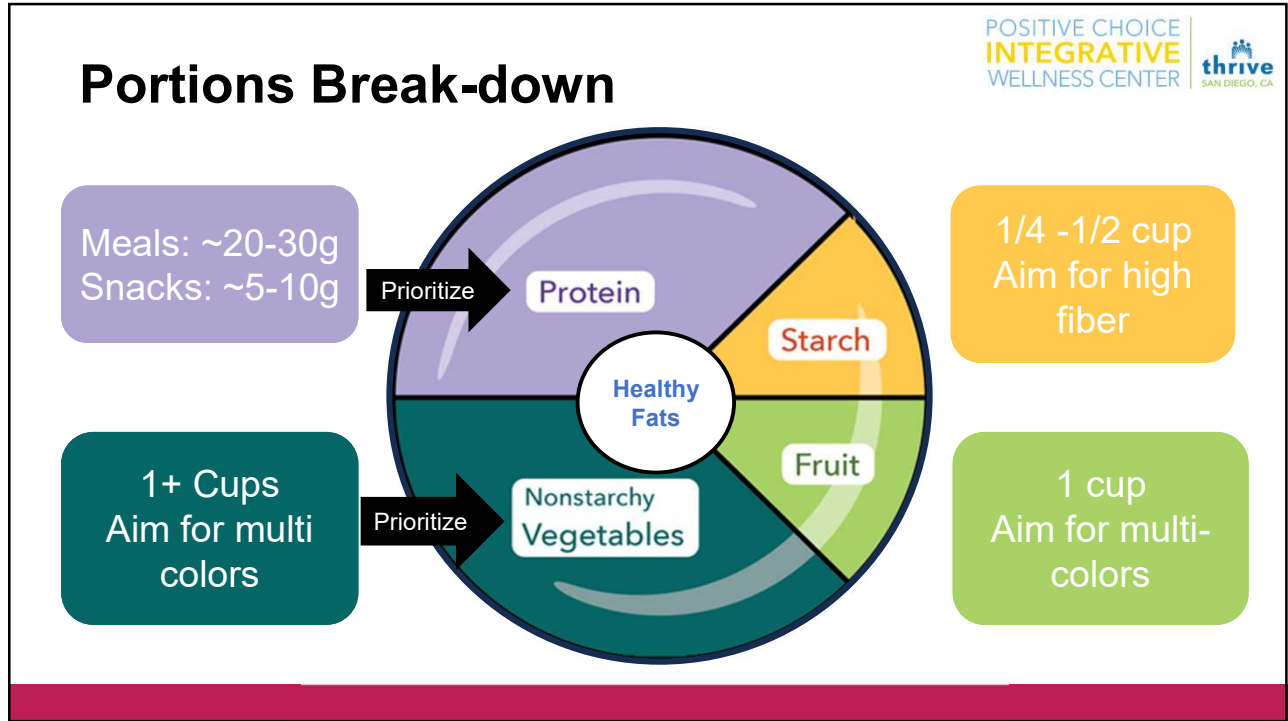 POSITIVE CHOICE
INTEGRATIVE
WELLNESS CENTER
thrive
SAN DIEGO, CA
Portions Break-down
Meals: ~20-30g
Snacks: ~5-10g
Prioritize
Protein
1/4 -1/2 cup
Aim for high
fiber
Starch
Healthy
Fats
1+ Cups
Aim for multi
colors
Prioritize
Nonstarchy
Vegetables
Fruit
1 cup
Aim for multi-
colors